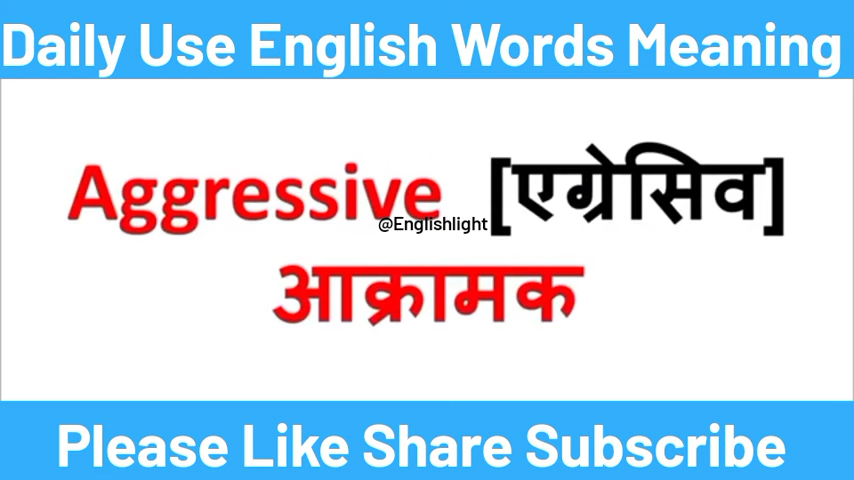 Daily Use English Words Meaning
Aggressive [एग्रेसिव]
@Englishlight
आक्रामक
Please Like Share Subscribe